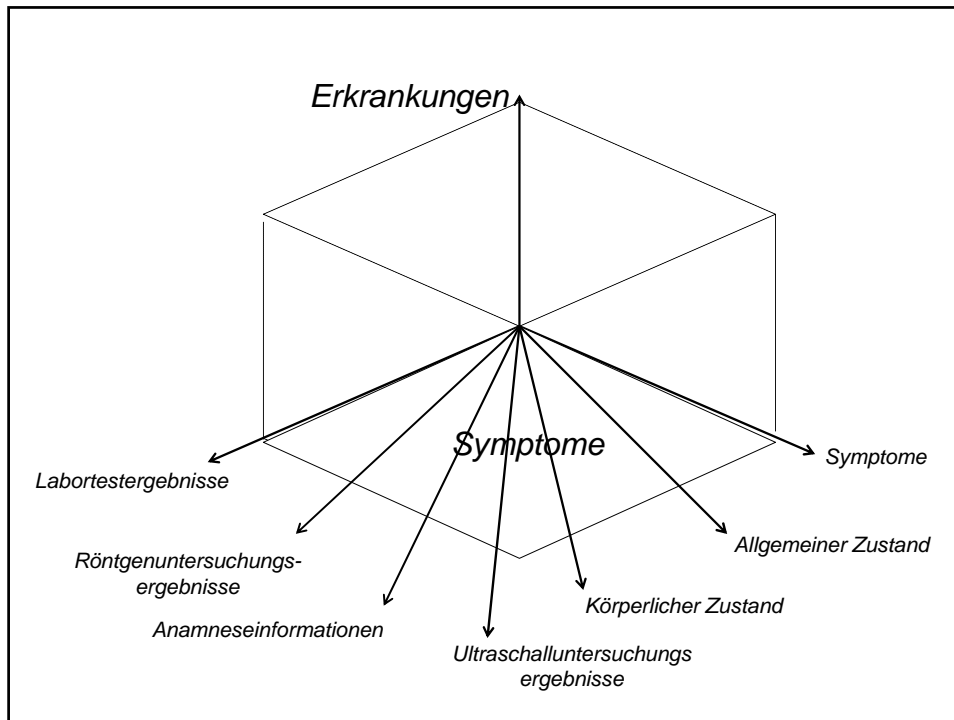 Erkrankungen
Symptome
Symptome
Labortestergebnisse
Allgemeiner Zustand
Röntgenuntersuchungs-
ergebnisse
Körperlicher Zustand
Anamneseinformationen
Ultraschalluntersuchungs
ergebnisse